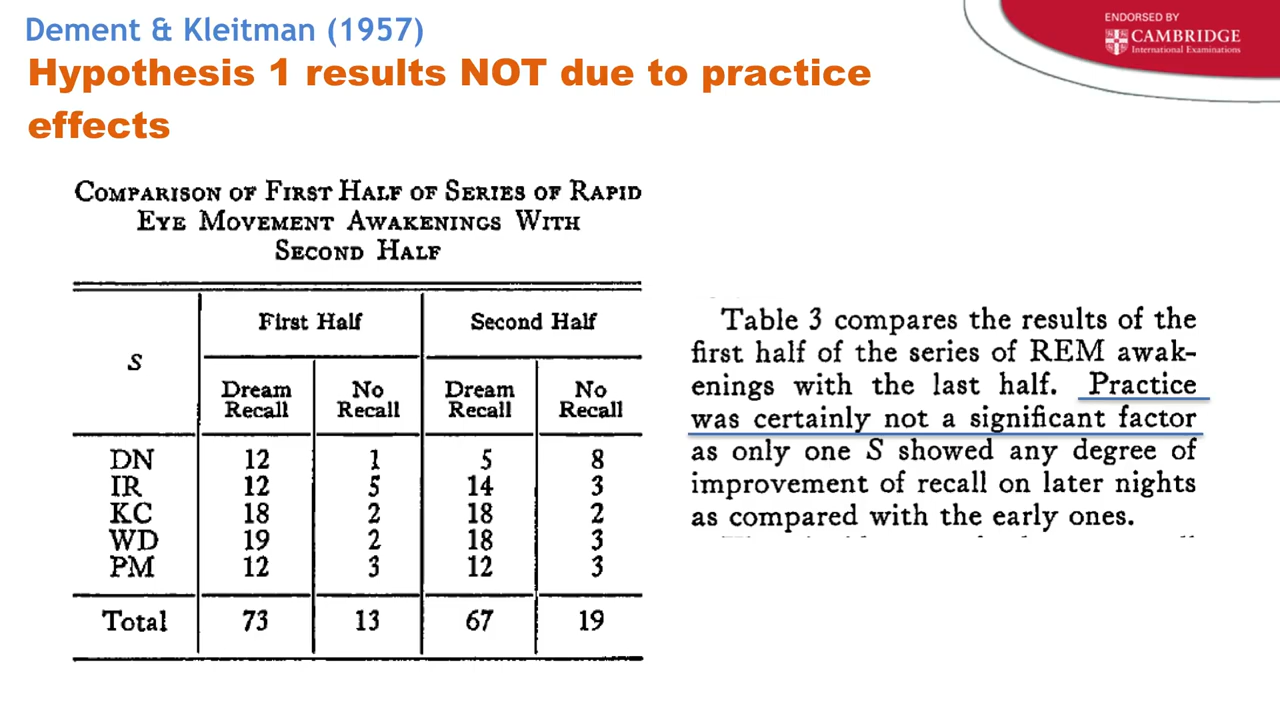 Dement & Kleitman (1957)
Hypothesis 1 results NOT due to practice
effects
ENDORSED BY
CAMBRIDGE
International Examinations
COMPARISON OF FIRST HALF OF SERIES OF RAPID
EYE MOVEMENT AWAKENINGS WITH
SECOND HALF
S First Half Second Half
Dream Recall No Recall Dream Recall No Recall
DN 12 1 5 8
IR 12 5 14 3
KC 18 2 18 2
WD 19 2 18 3
PM 12 3 12 3
Total 73 13 67 19
Table 3 compares the results of the
first half of the series of REM awak-
enings with the last half. Practice
was certainly not a significant factor
as only one S showed any degree of
improvement of recall on later nights
as compared with the early ones.